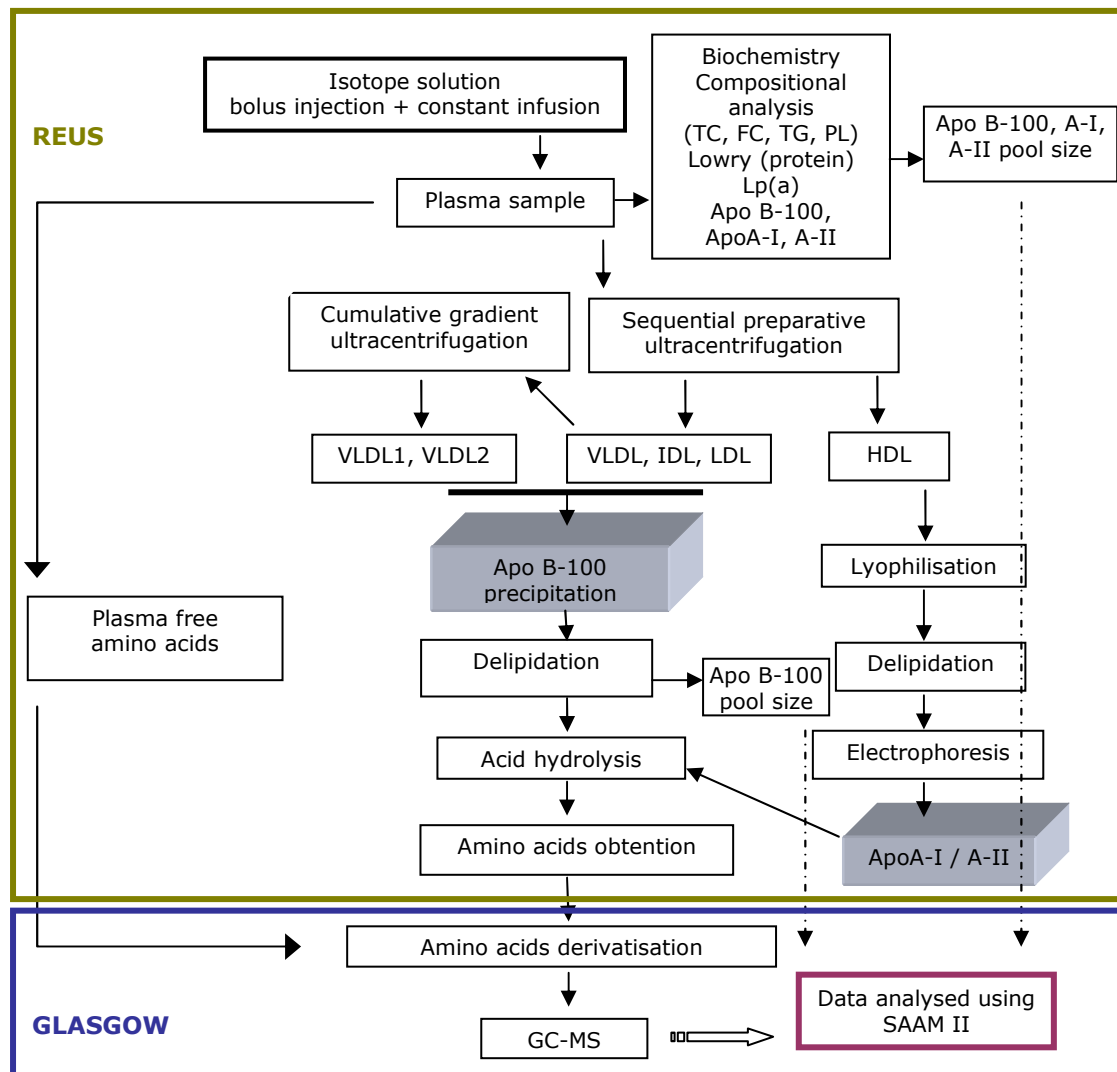 Isotope solution
bolus injection + constant infusion
Biochemistry
Compositional
analysis
(TC, FC, TG, PL)
Lowry (protein)
Lp(a)
Apo B-100,
ApoA-I, A-II
Apo B-100, A-I,
A-II pool size
REUS
Plasma sample
Cumulative gradient
ultracentrifugation
Sequential preparative
ultracentrifugation
VLDL1, VLDL2
VLDL, IDL, LDL
HDL
Apo B-100
precipitation
Lyophilisation
Plasma free
amino acids
Delipidation
Apo B-100
pool size
Delipidation
Acid hydrolysis
Electrophoresis
Amino acids obtention
ApoA-I / A-II
Amino acids derivatisation
GLASGOW
GC-MS
Data analysed using
SAAM II